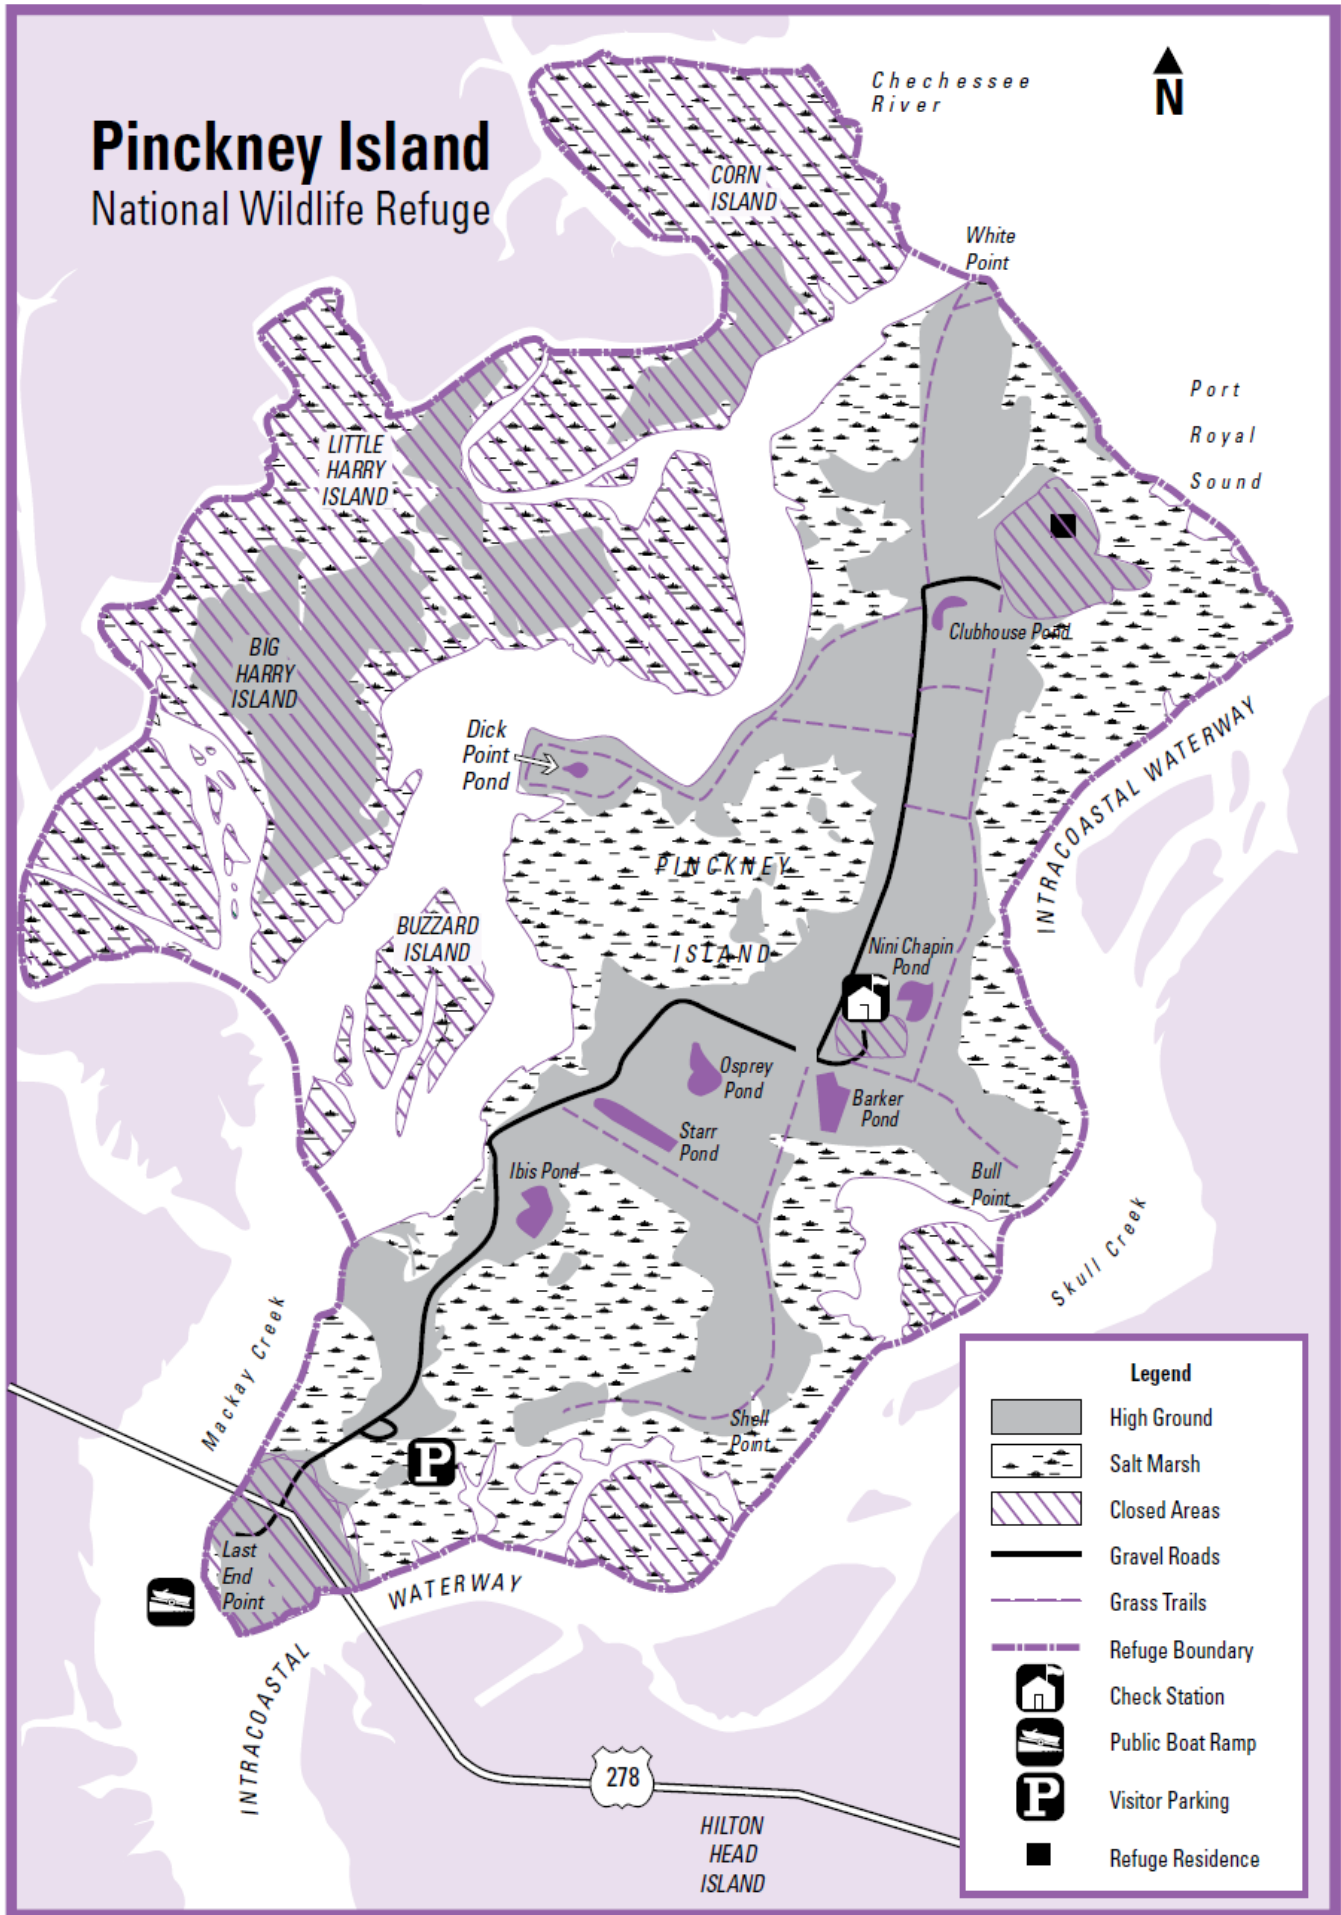 Pinckney Island
National Wildlife Refuge
N
Chechessee
River
CORN
ISLAND
White
Point
Port
Royal
Sound
LITTLE
HARRY
ISLAND
BIG
HARRY
ISLAND
Clubhouse Pond
Dick
Point
Pond
INTRACOASTAL WATERWAY
PINCKNEY
ISLAND
BUZZARD
ISLAND
Nini Chapin
Pond
Osprey
Pond
Barker
Pond
Starr
Pond
Ibis Pond
Bull
Point
Skull Creek
Mackay Creek
Shell
Point
P
Last
End
Point
WATERWAY
INTRACOASTAL
278
HILTON
HEAD
ISLAND
Legend
High Ground
Salt Marsh
Closed Areas
Gravel Roads
Grass Trails
Refuge Boundary
Check Station
Public Boat Ramp
P
Visitor Parking
Refuge Residence